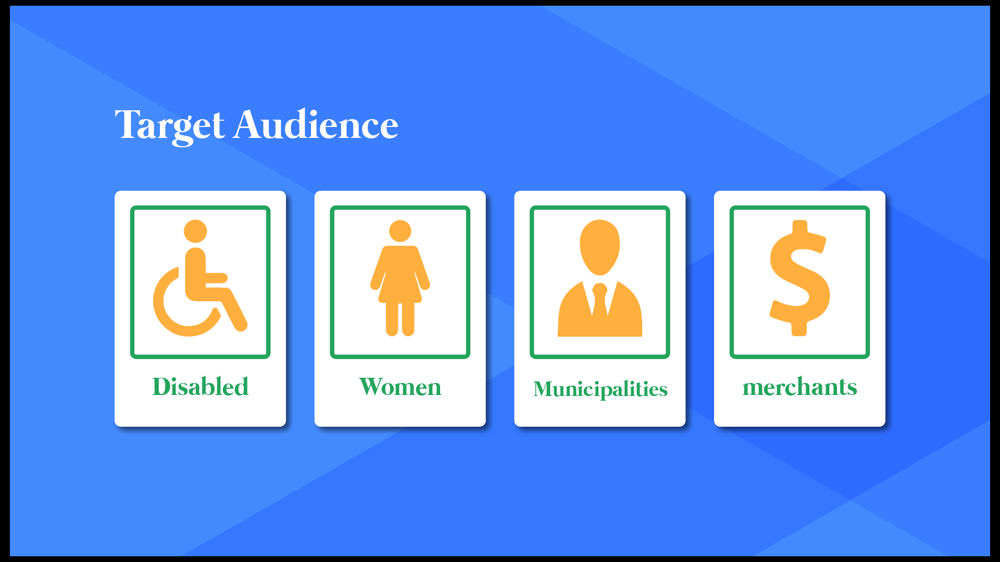 Target Audience
Disabled
Women
Municipalities
merchants